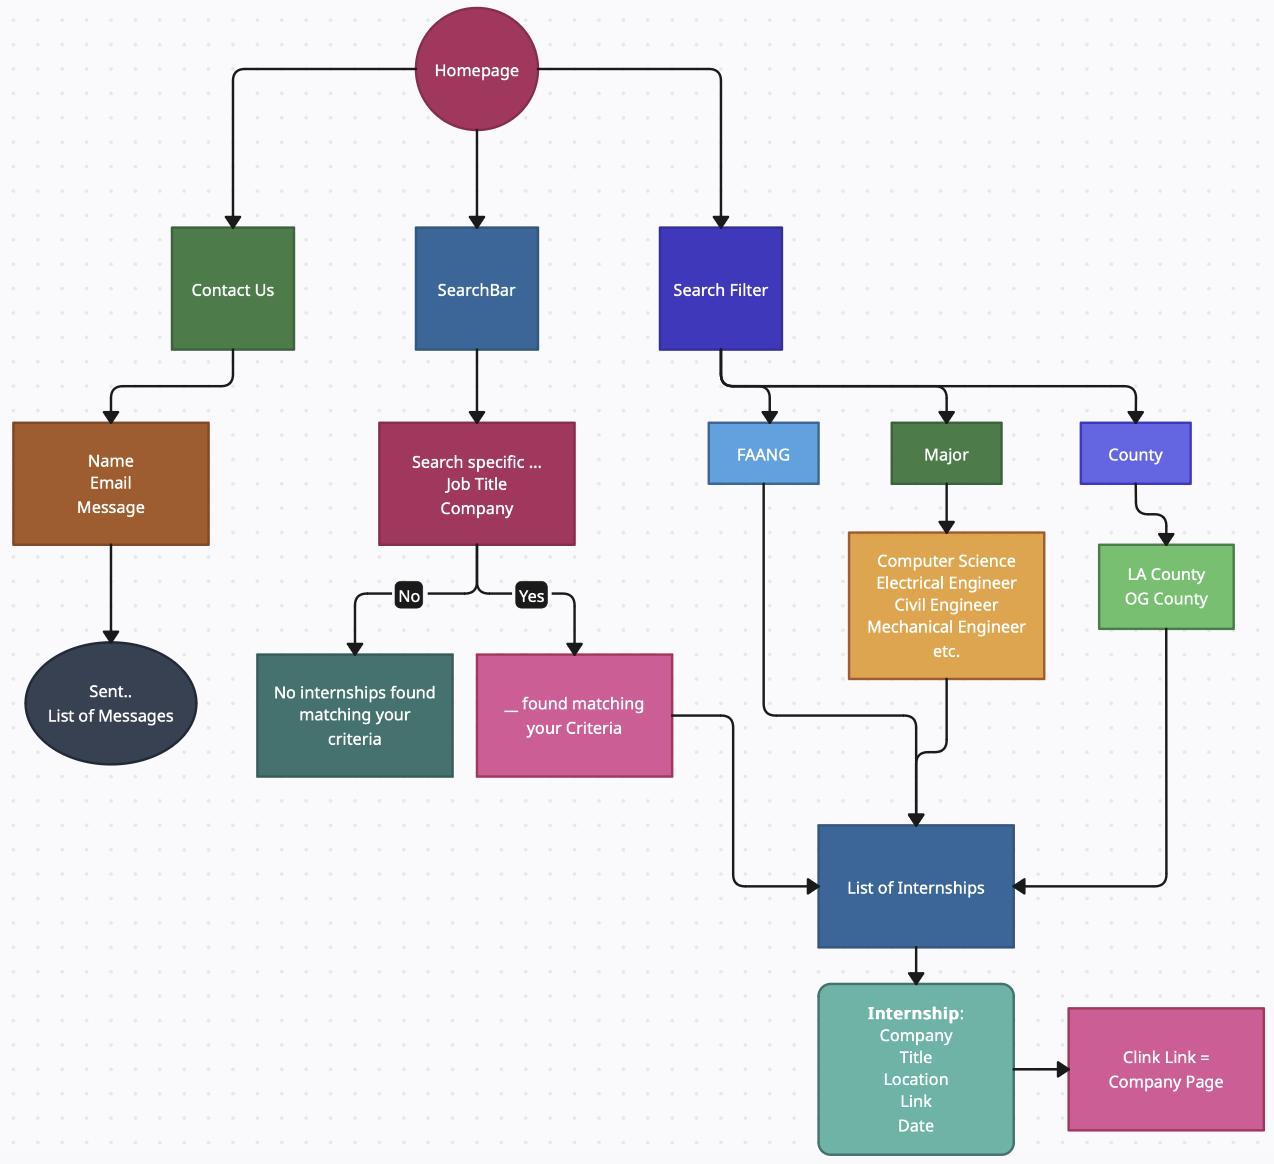 Homepage
Contact Us
SearchBar
Search Filter
Name
Email
Message
Search specific ...
Job Title
Company
FAANG
Major
County
Computer Science
Electrical Engineer
Civil Engineer
Mechanical Engineer
etc.
LA County
OG County
No
Yes
Sent..
List of Messages
No internships found
matching your
criteria
__ found matching
your Criteria
List of Internships
Internship:
Company
Title
Location
Link
Date
Clink Link =
Company Page